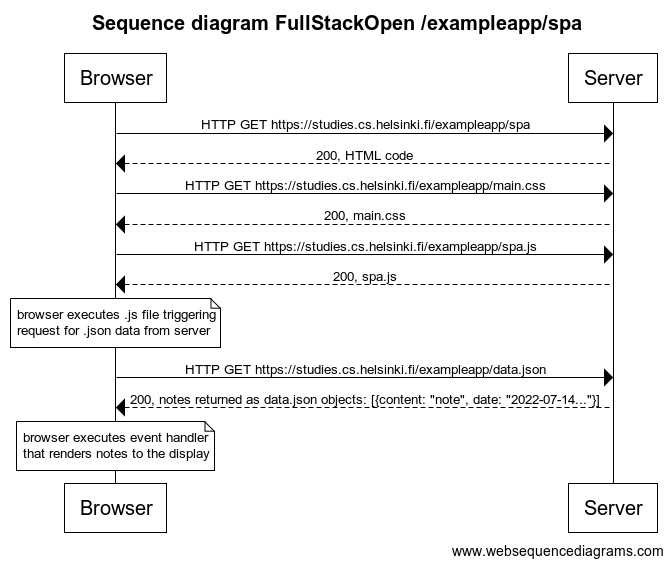 Sequence diagram FullStackOpen /exampleapp/spa
Browser
Server
HTTP GET https://studies.cs.helsinki.fi/exampleapp/spa
200, HTML code
HTTP GET https://studies.cs.helsinki.fi/exampleapp/main.css
200, main.css
HTTP GET https://studies.cs.helsinki.fi/exampleapp/spa.js
200, spa.js
browser executes .js file triggering
request for .json data from server
HTTP GET https://studies.cs.helsinki.fi/exampleapp/data.json
200, notes returned as data.json objects: [{content: "note", date: "2022-07-14..."}]
browser executes event handler
that renders notes to the display
Browser
Server
www.websequencediagrams.com